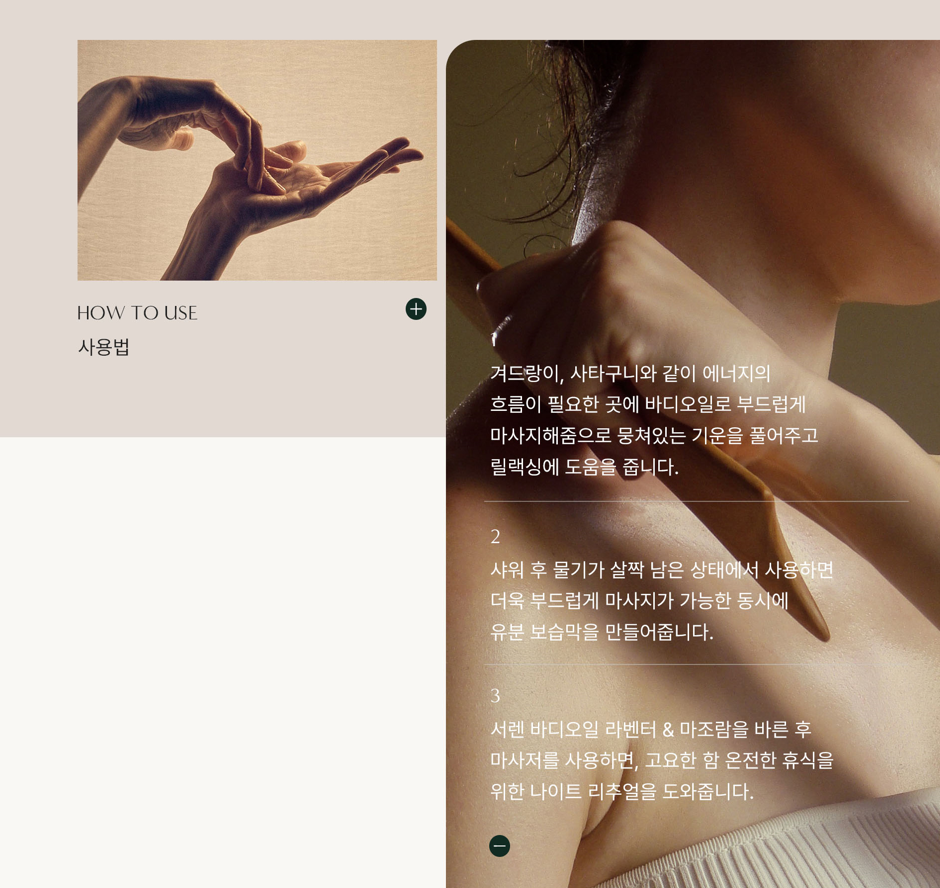 HOW TO USE
사용법
1
겨드랑이, 사타구니와 같이 에너지의
흐름이 필요한 곳에 바디오일로 부드럽게
마사지해줌으로 뭉쳐있는 기운을 풀어주고
릴랙싱에 도움을 줍니다.
2
샤워 후 물기가 살짝 남은 상태에서 사용하면
더욱 부드럽게 마사지가 가능한 동시에
유분 보습막을 만들어줍니다.
3
서렌 바디오일 라벤터 & 마조람을 바른 후
마사저를 사용하면, 고요한 함 온전한 휴식을
위한 나이트 리추얼을 도와줍니다.